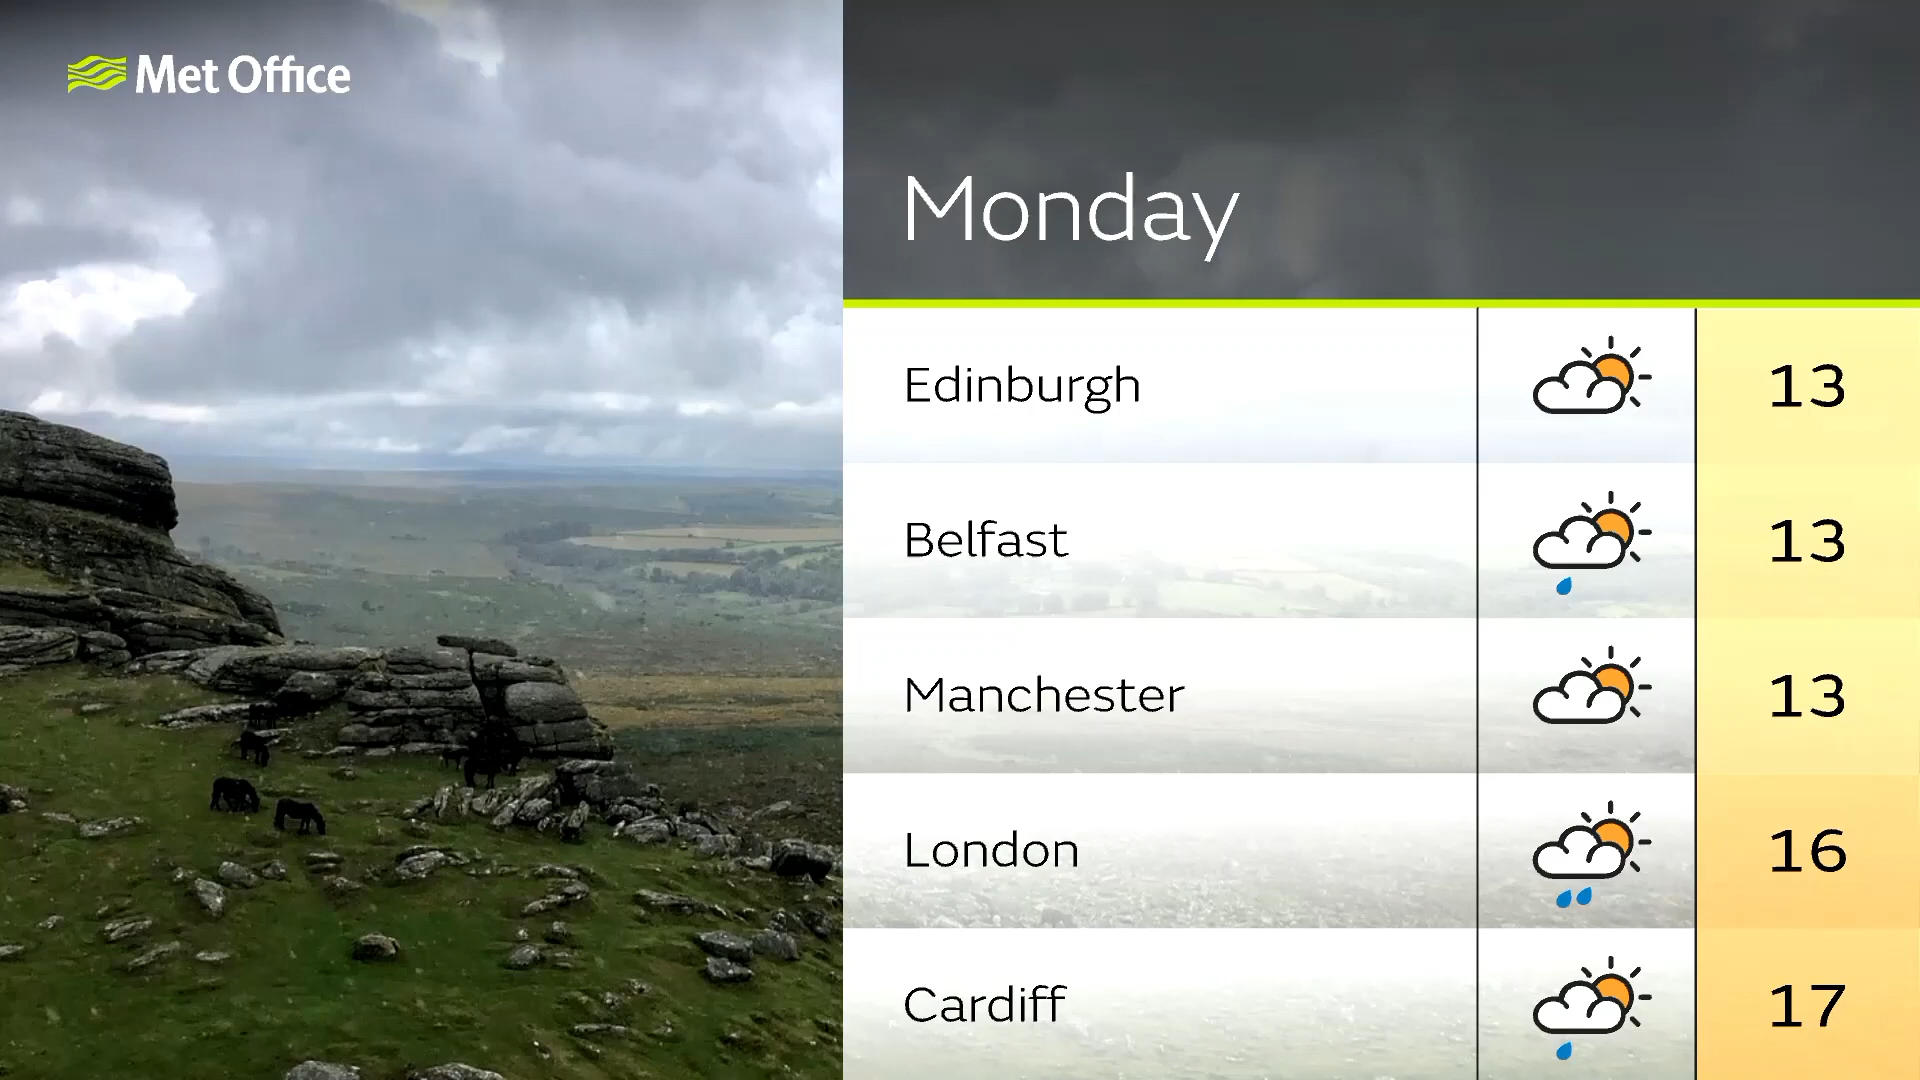 Met Office
Monday
Edinburgh 13
Belfast 13
Manchester 13
London 16
Cardiff 17